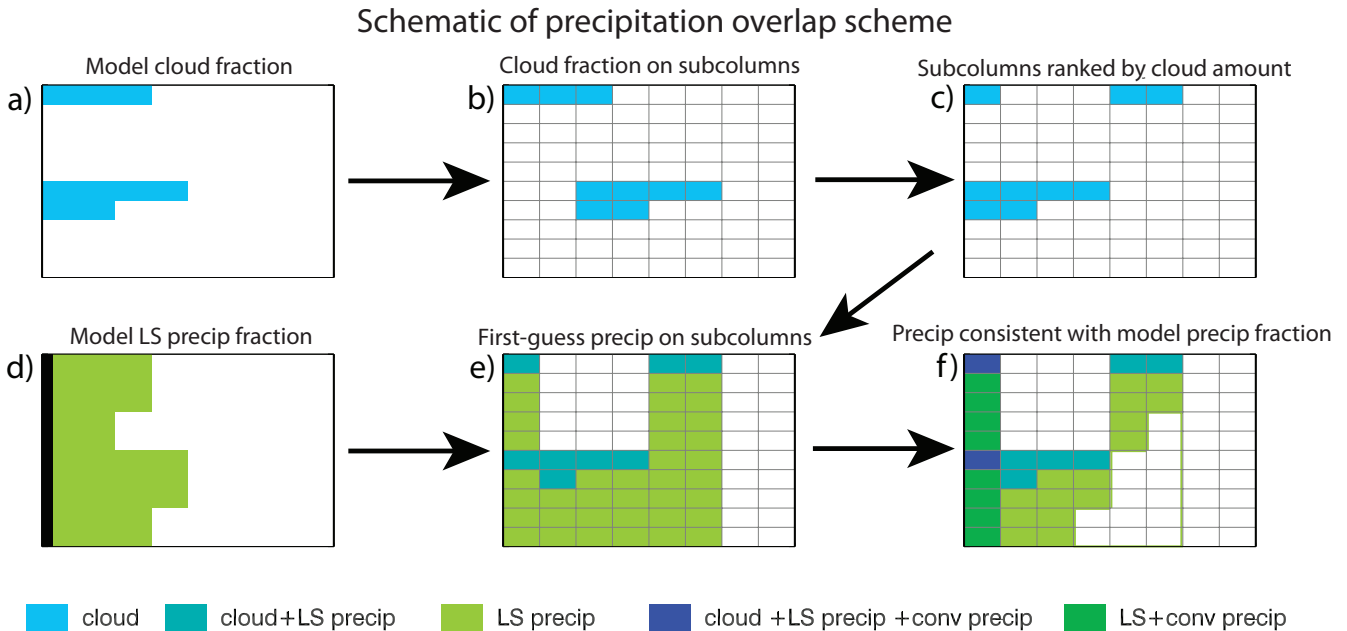 Schematic of precipitation overlap scheme
Model cloud fraction
Cloud fraction on subcolumns
Subcolumns ranked by cloud amount
a)
b)
c)
Model LS precip fraction
First-guess precip on subcolumns
Precip consistent with model precip fraction
d)
e)
f)
cloud
cloud+LS precip
LS precip
cloud +LS precip +conv precip
LS+conv precip